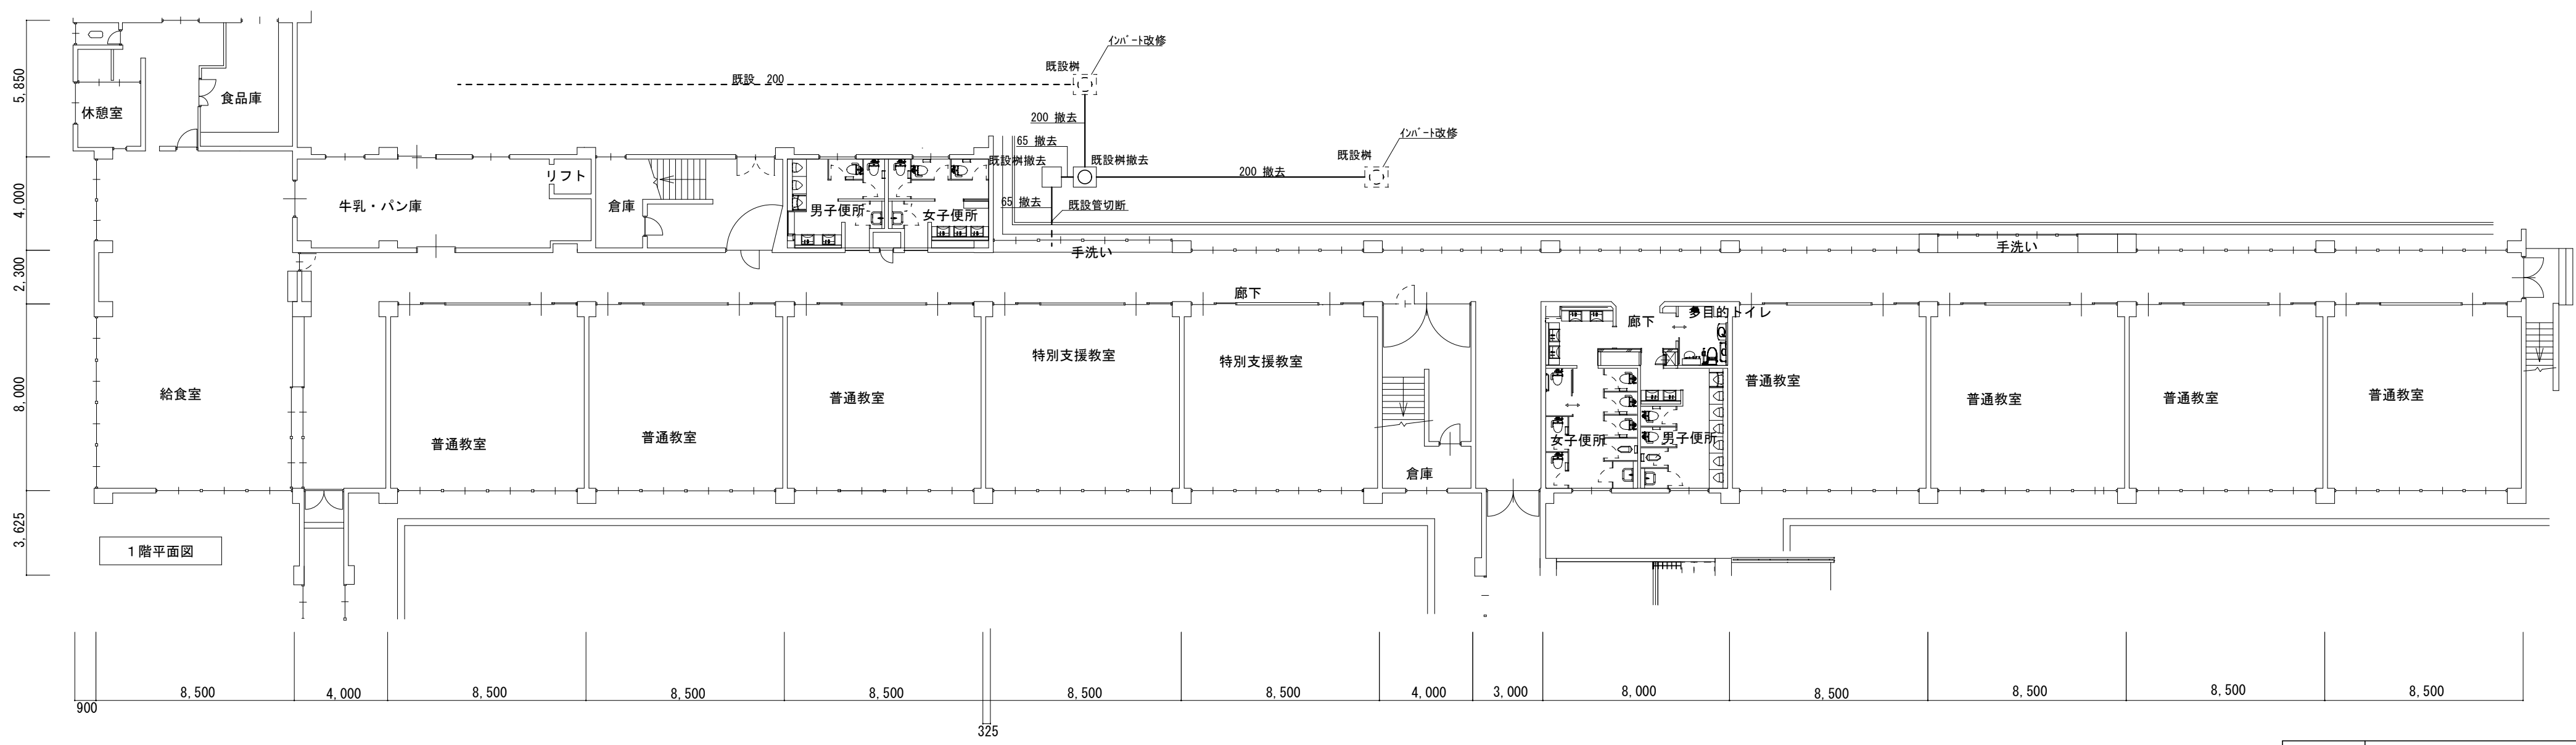 ｲﾝﾊﾞｰﾄ改修
既設桝
既設　200
5,850
食品庫
休憩室
200 撤去
65 撤去
ｲﾝﾊﾞｰﾄ改修
既設桝撤去
既設桝撤去
既設桝
リフト
200 撤去
4,000
牛乳・パン庫
倉庫
男子便所
女子便所
65 撤去
既設管切断
手洗い
手洗い
2,300
廊下
多目的トイレ
廊下
特別支援教室
特別支援教室
8,000
給食室
普通教室
普通教室
普通教室
普通教室
普通教室
普通教室
普通教室
女子便所
男子便所
倉庫
3,625
１階平面図
8,500
4,000
8,500
8,500
8,500
8,500
8,500
4,000
3,000
8,000
8,500
8,500
8,500
8,500
900
325